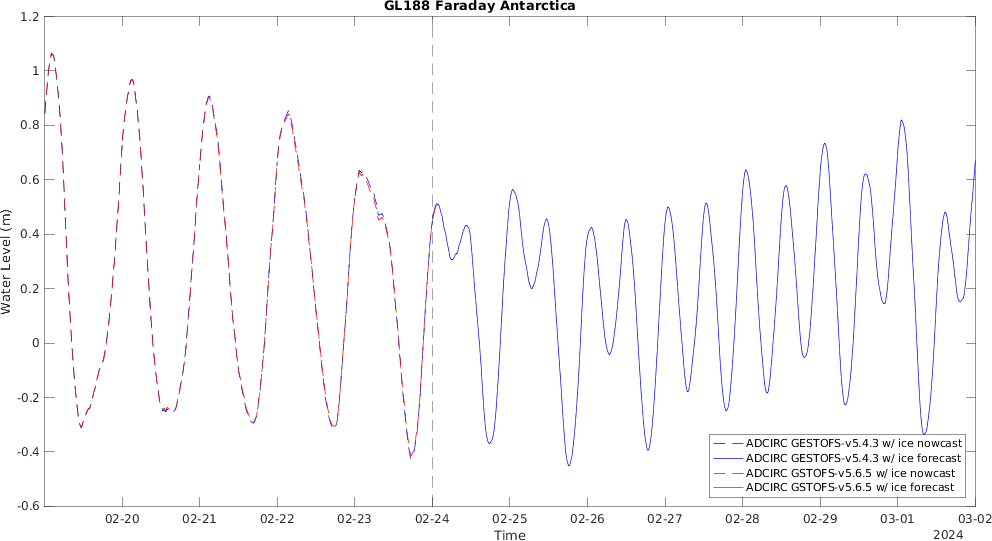 GL188 Faraday Antarctica
1.2
1
0.8
0.6
0.4
0.2
0
-0.2
-0.4
-0.6
Water Level (m)
ADCIRC GESTOFS-v5.4.3 w/ ice nowcast
ADCIRC GESTOFS-v5.4.3 w/ ice forecast
ADCIRC GSTOFS-v5.6.5 w/ ice nowcast
ADCIRC GSTOFS-v5.6.5 w/ ice forecast
02-20 02-21 02-22 02-23 02-24 02-25 02-26 02-27 02-28 02-29 03-01 03-02
Time
2024